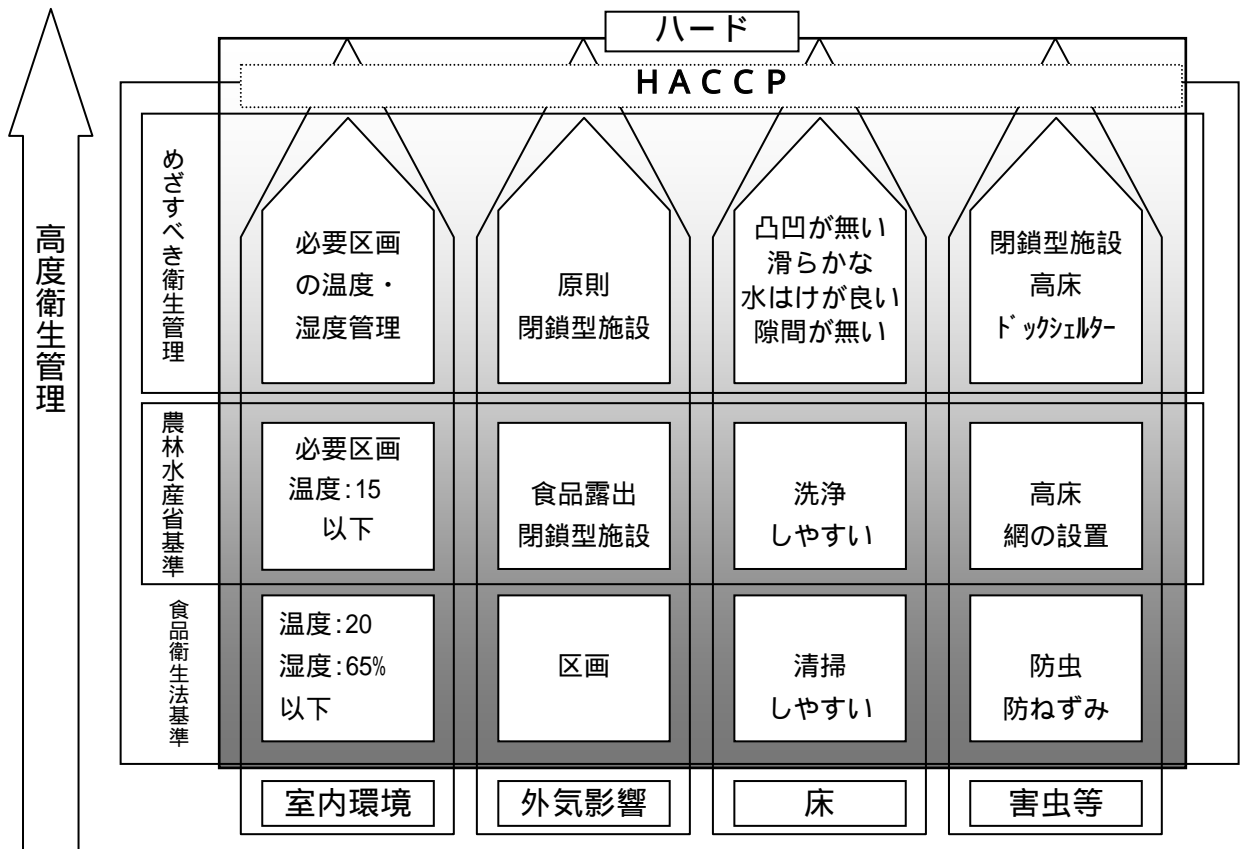 ハード
HACCP
高度衛生管理
めざすべき衛生管理
必要区画
の温度・
湿度管理
原則
閉鎖型施設
凸凹が無い
滑らかな
水はけが良い
隙間が無い
閉鎖型施設
高床
ﾄﾞｯｸｼｪﾙﾀｰ
農林水産省基準
必要区画
温度:15
以下
食品露出
閉鎖型施設
洗浄
しやすい
高床
網の設置
食品衛生法基準
温度:20
湿度:65%
以下
区画
清掃
しやすい
防虫
防ねずみ
室内環境
外気影響
床
害虫等